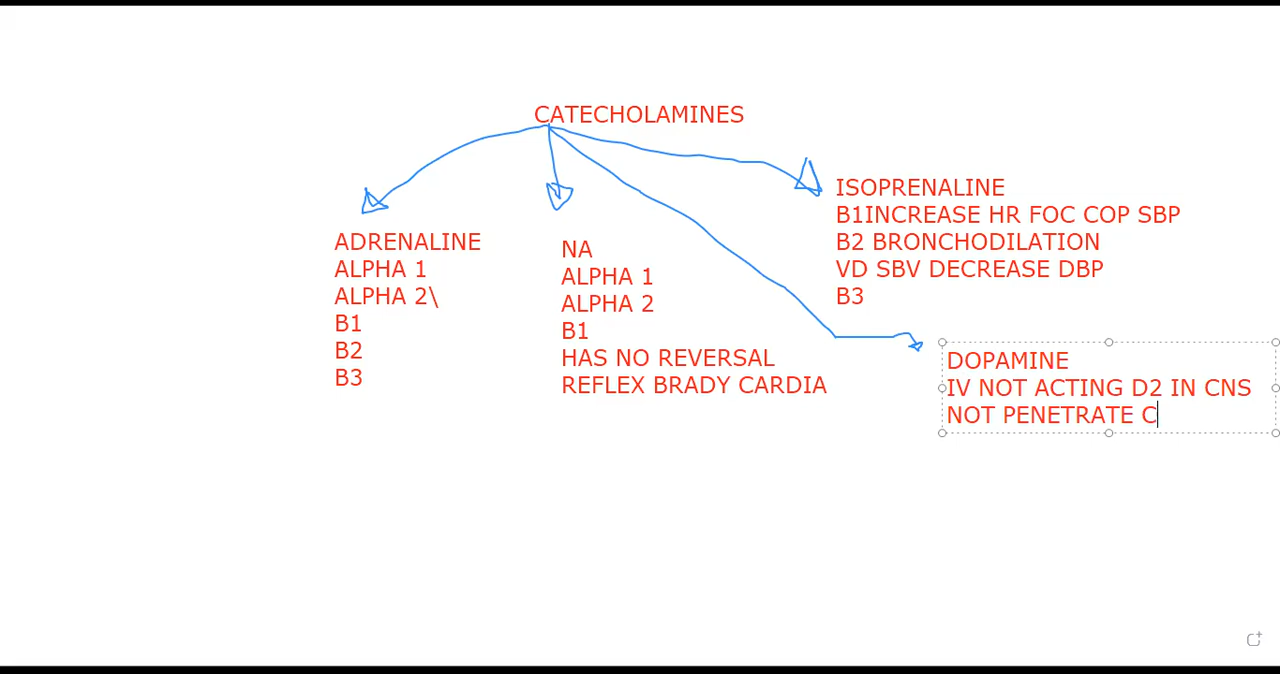 CATECHOLAMINES
ADRENALINE
ALPHA 1
ALPHA 2\
B1
B2
B3
NA
ALPHA 1
ALPHA 2
B1
HAS NO REVERSAL
REFLEX BRADY CARDIA
ISOPRENALINE
B1INCREASE HR FOC COP SBP
B2 BRONCHODILATION
VD SBV DECREASE DBP
B3
DOPAMINE
IV NOT ACTING D2 IN CNS
NOT PENETRATE C